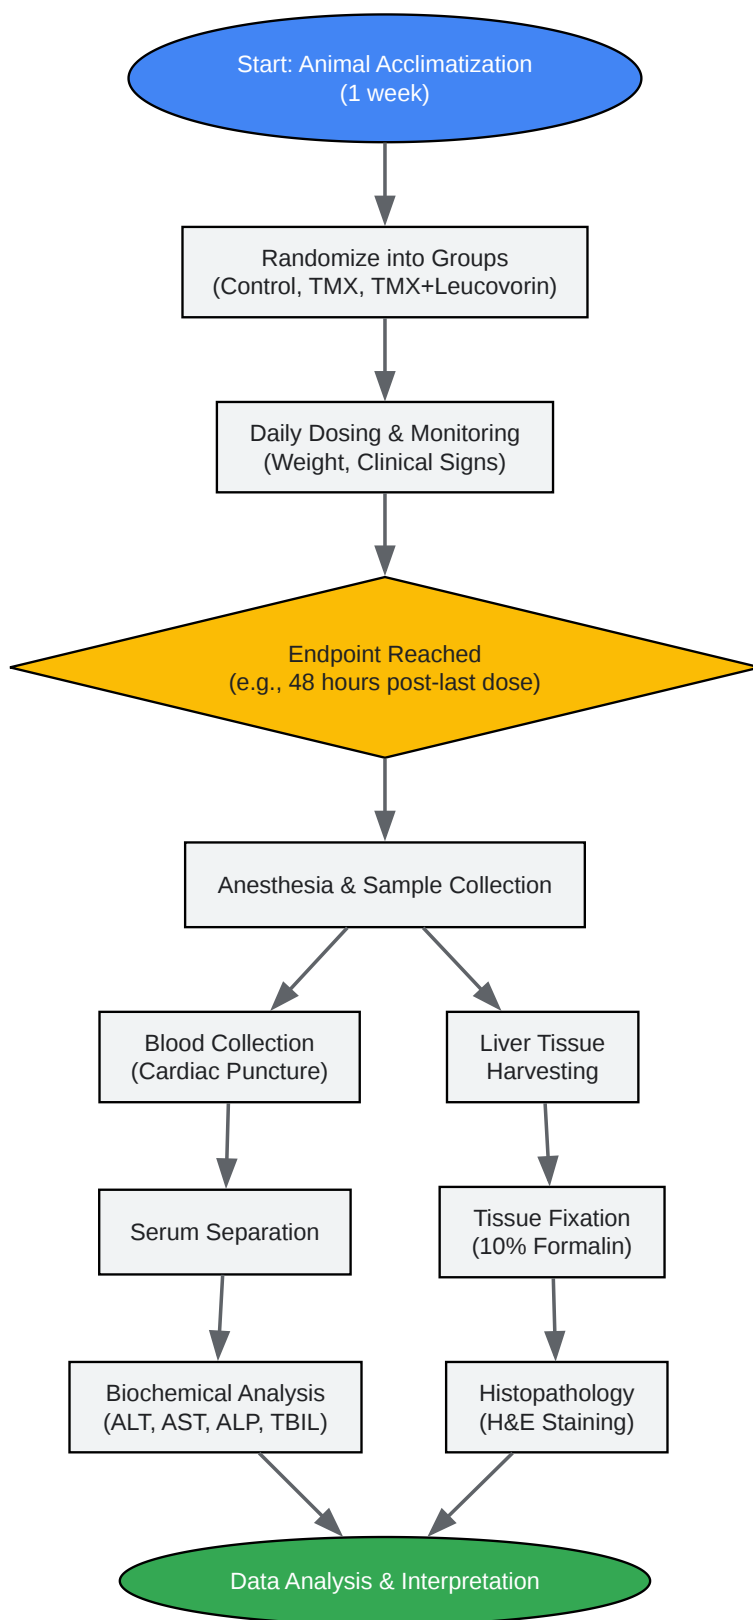 Start: Animal Acclimatization
(1 week)
Randomize into Groups
(Control, TMX, TMX+Leucovorin)
Daily Dosing & Monitoring
(Weight, Clinical Signs)
Endpoint Reached
(e.g., 48 hours post-last dose)
Anesthesia & Sample Collection
Blood Collection
(Cardiac Puncture)
Liver Tissue
Harvesting
Serum Separation
Tissue Fixation
(10% Formalin)
Biochemical Analysis
(ALT, AST, ALP, TBIL)
Histopathology
(H&E Staining)
Data Analysis & Interpretation